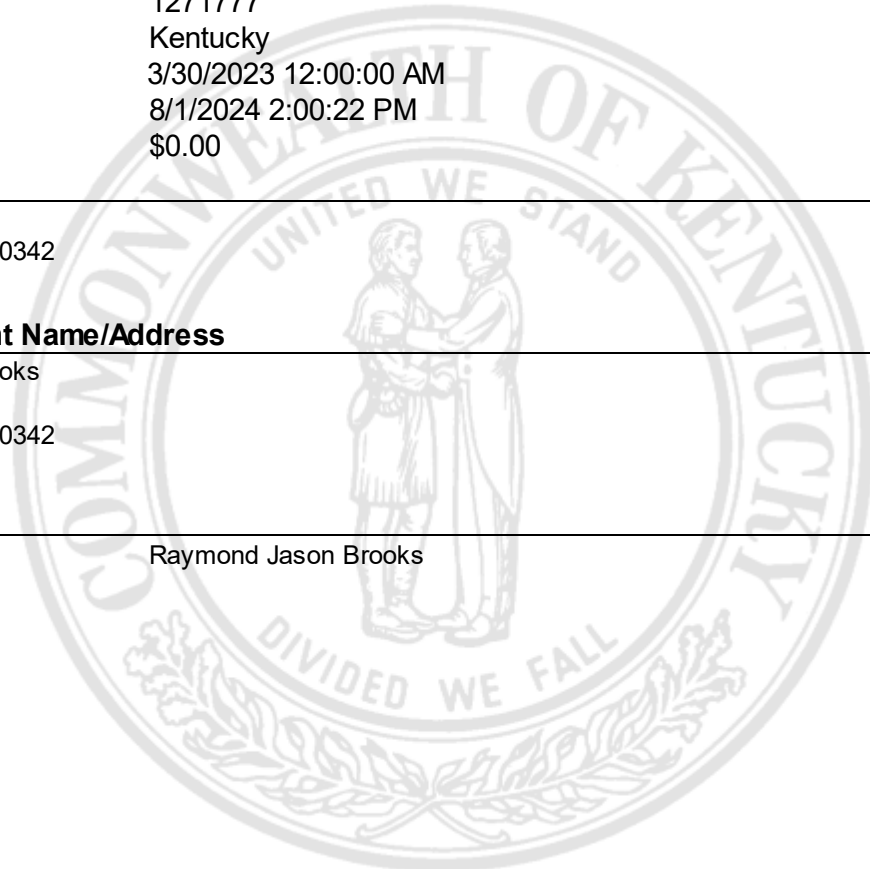 1271777
Kentucky
3/30/2023 12:00:00 AM
8/1/2024 2:00:22 PM
$0.00
0342
t Name/Address
oks
0342
Raymond Jason Brooks
COMMONWEALTH OF KENTUCKY
UNITED WE STAND
DIVIDED WE FALL